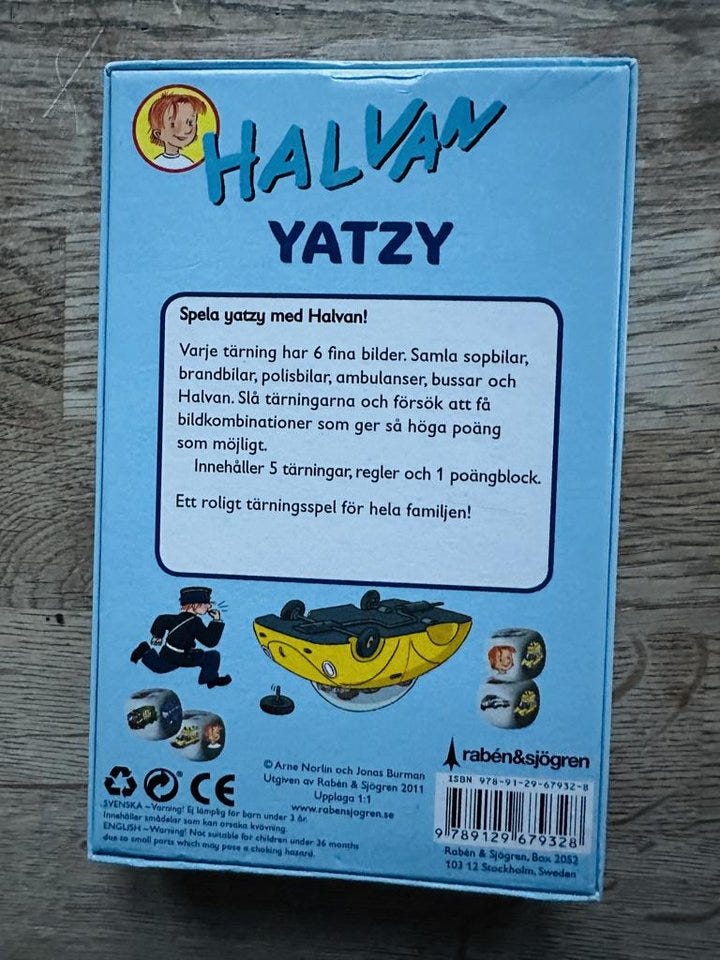 HALVAN
YATZY
Spela yatzy med Halvan!
Varje tärning har 6 fina bilder. Samla sopbilar,
brandbilar, polisbilar, ambulanser, bussar och
Halvan. Slå tärningarna och försök att få
bildkombinationer som ger så höga poäng
som möjligt.
Innehåller 5 tärningar, regler och 1 poängblock.
Ett roligt tärningsspel för hela familjen!
rabén&sjögren
© Arne Norlin och Jonas Burman
Utgiven av Rabén & Sjögren 2011
Upplaga 1:1
www.rabensjogren.se
CE
SVENSKA – Varning! Ej lämplig för barn under 3 år.
Innehåller smådelar som kan orsaka kvävning.
ENGLISH – Warning! Not suitable for children under 36 months
due to small parts which may pose a choking hazard.
ISBN 978-91-29-67932-8
9 789129 679328
Rabén & Sjögren, Box 2052
103 12 Stockholm, Sweden